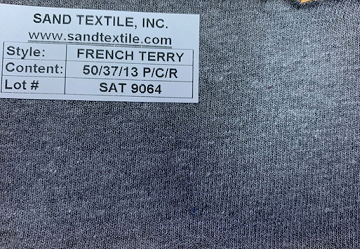 SAND TEXTILE, INC.
www.sandtextile.com
Style: FRENCH TERRY
Content: 50/37/13 P/C/R
Lot # SAT 9064